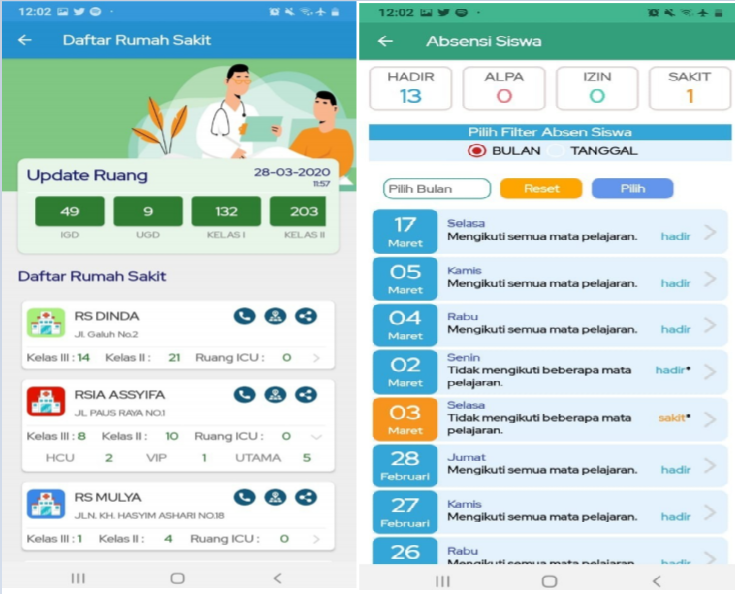 12:02
Daftar Rumah Sakit
Update Ruang
28-03-2020
11:57
49 9 132 203
IGD UGD KELAS I KELAS II
Daftar Rumah Sakit
RS DINDA
Jl. Galuh No.2
Kelas III : 14 Kelas II : 21 Ruang ICU : 0
RSIA ASSYIFA
JL. PAUS RAYA NO.1
Kelas III : 8 Kelas II : 10 Ruang ICU : 0
HCU 2 VIP 1 UTAMA 5
RS MULYA
JLN. KH. HASYIM ASHARI NO.18
Kelas III : 1 Kelas II : 4 Ruang ICU : 0
12:02
Absensi Siswa
HADIR ALPA IZIN SAKIT
13 0 0 1
Pilih Filter Absen Siswa
BULAN TANGGAL
Pilih Bulan Reset Pilih
17 Maret
Selasa
Mengikuti semua mata pelajaran. hadir
05 Maret
Kamis
Mengikuti semua mata pelajaran. hadir
04 Maret
Rabu
Mengikuti semua mata pelajaran. hadir
02 Maret
Senin
Tidak mengikuti beberapa mata pelajaran. hadir*
03 Maret
Selasa
Tidak mengikuti beberapa mata pelajaran. sakit*
28 Februari
Jumat
Mengikuti semua mata pelajaran. hadir
27 Februari
Kamis
Mengikuti semua mata pelajaran. hadir
26
Rabu
Mengikuti semua mata pelajaran. hadir